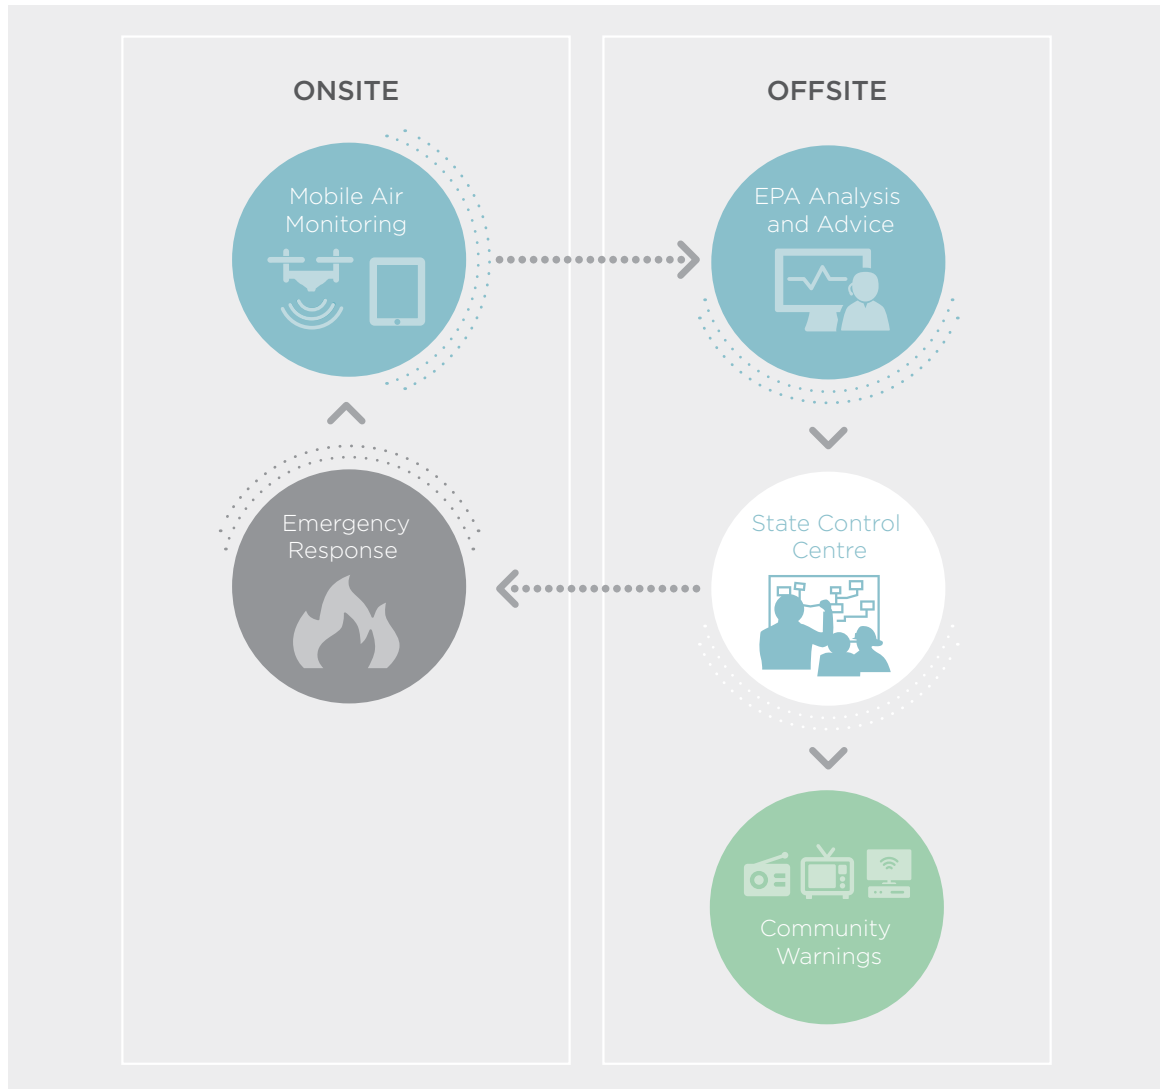 ONSITE
OFFSITE
Mobile Air
Monitoring
EPA Analysis
and Advice
Emergency
Response
State Control
Centre
Community
Warnings